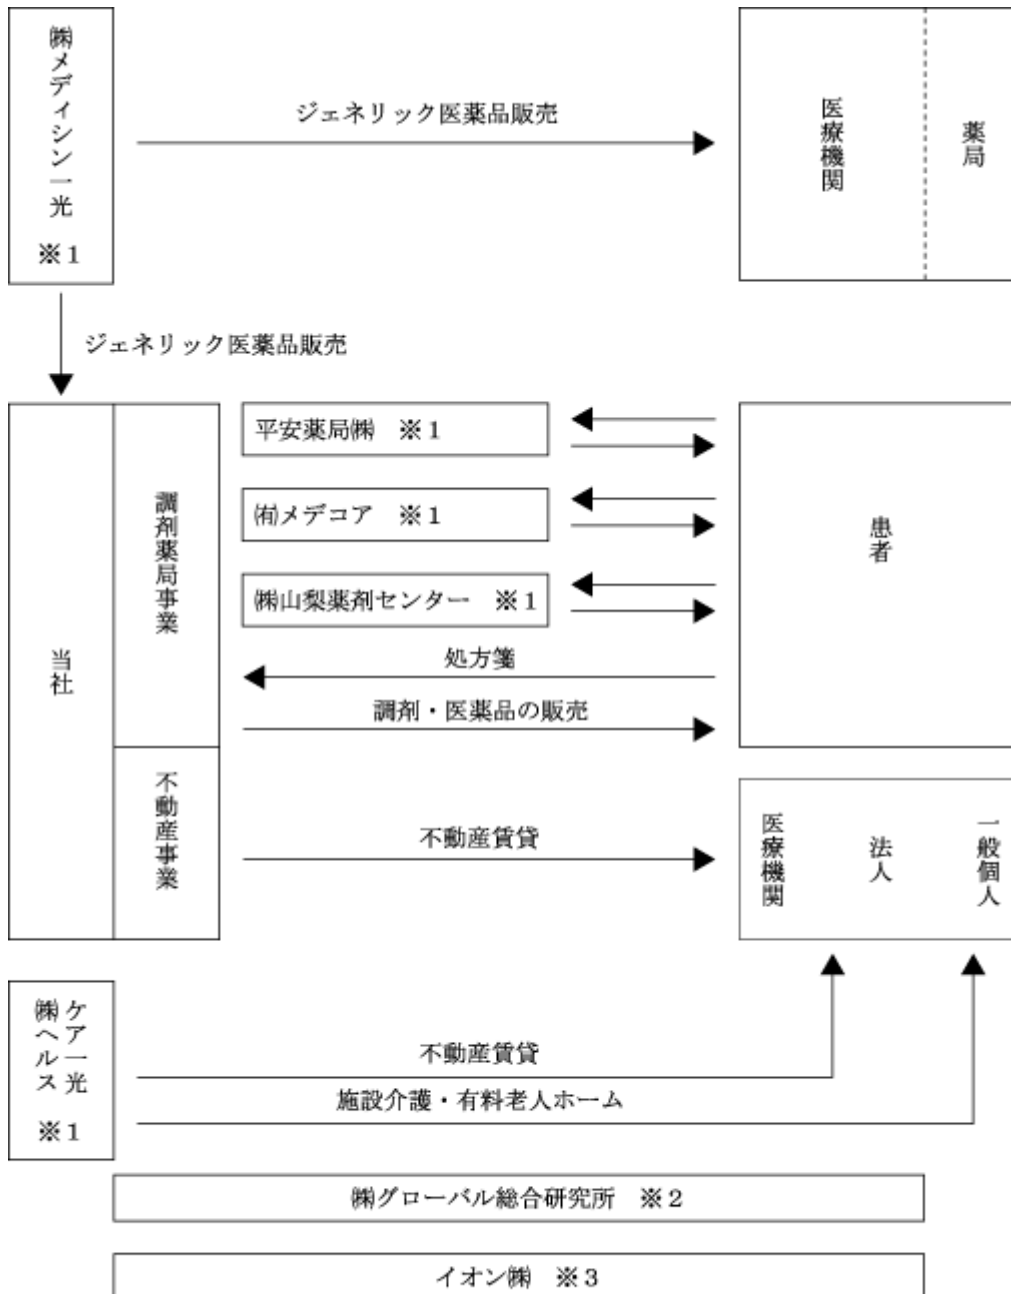 ㈱メディシン一光
※1
ジェネリック医薬品販売
医療機関
薬局
ジェネリック医薬品販売
当社
調剤薬局事業
平安薬局㈱ ※1
㈲メデコア ※1
㈱山梨薬剤センター ※1
処方箋
調剤・医薬品の販売
患者
不動産事業
不動産賃貸
医療機関
法人
一般個人
㈱ヘルス
ケア一光
※1
不動産賃貸
施設介護・有料老人ホーム
㈱グローバル総合研究所 ※2
イオン㈱ ※3